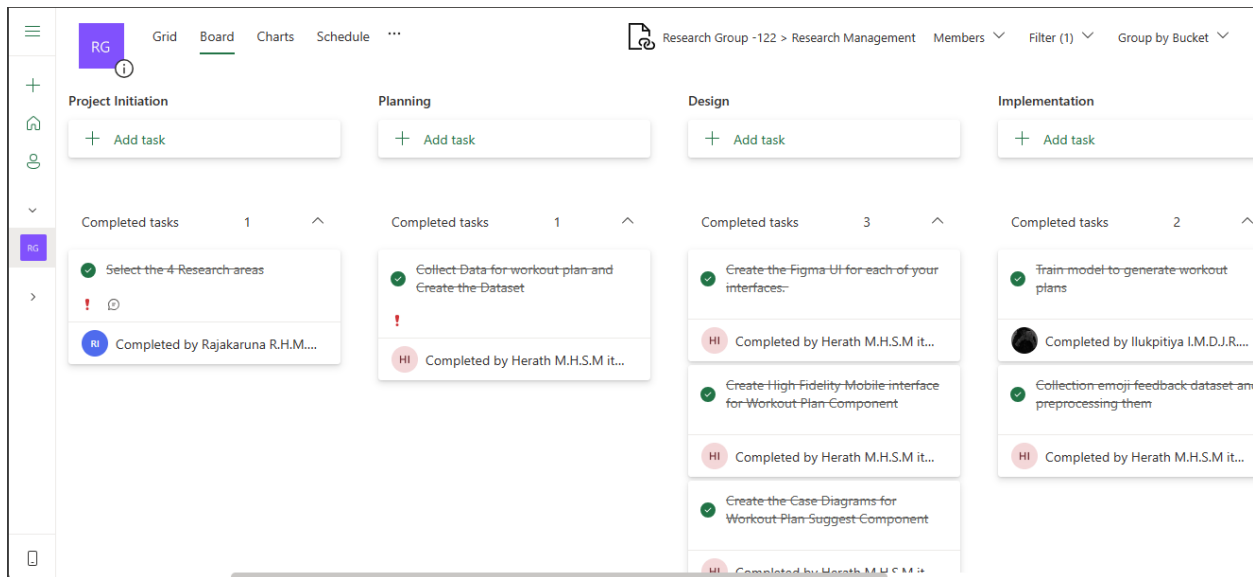 RG
Grid Board Charts Schedule ...
Research Group -122 > Research Management Members Filter (1) Group by Bucket
RG
Project Initiation
Add task
Completed tasks 1
Select the 4 Research areas
RI Completed by Rajakaruna R.H.M....
Planning
Add task
Completed tasks 1
Collect Data for workout plan and
Create the Dataset
HI Completed by Herath M.H.S.M it...
Design
Add task
Completed tasks 3
Create the Figma UI for each of your
interfaces.
HI Completed by Herath M.H.S.M it...
Create High Fidelity Mobile interface
for Workout Plan Component
HI Completed by Herath M.H.S.M it...
Create the Case Diagrams for
Workout Plan Suggest Component
HI Completed by Herath M.H.S.M it...
Implementation
Add task
Completed tasks 2
Train model to generate workout
plans
Completed by Ilukpitiya I.M.D.J.R....
Collection emoji feedback dataset and
preprocessing them
HI Completed by Herath M.H.S.M it...